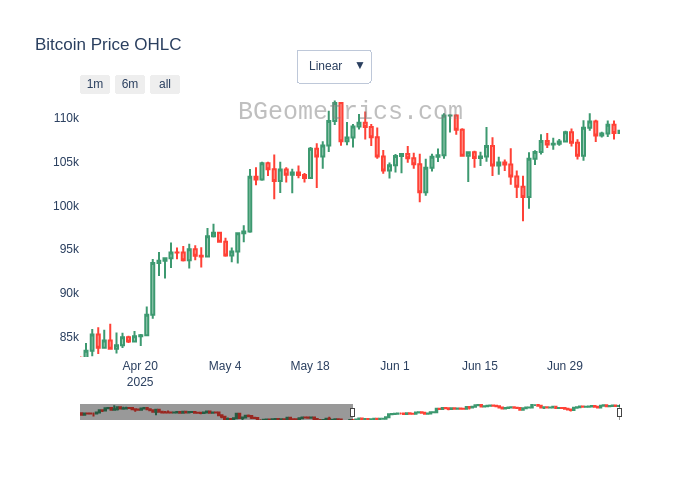 Bitcoin Price OHLC
Linear ▼
1m 6m all
BGeometrics.com
110k
105k
100k
95k
90k
85k
Apr 20 May 4 May 18 Jun 1 Jun 15 Jun 29
2025